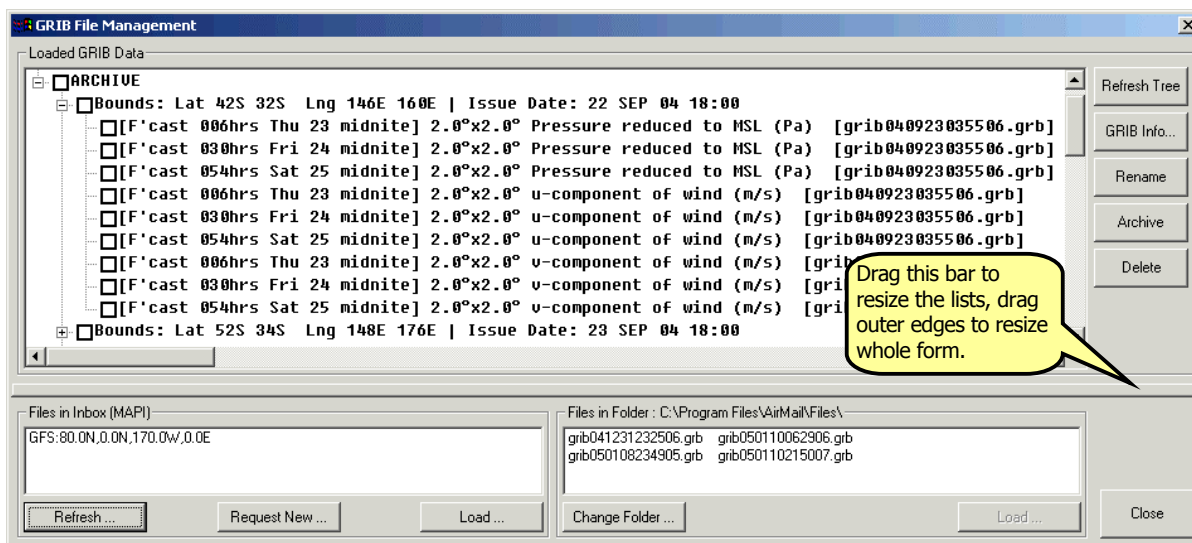 GRIB File Management
Loaded GRIB Data
ARCHIVE
Bounds: Lat 42S 32S Lng 146E 160E | Issue Date: 22 SEP 04 18:00
[F'cast 006hrs Thu 23 midnite] 2.0°x2.0° Pressure reduced to MSL (Pa) [grib040923035506.grb]
[F'cast 030hrs Fri 24 midnite] 2.0°x2.0° Pressure reduced to MSL (Pa) [grib040923035506.grb]
[F'cast 054hrs Sat 25 midnite] 2.0°x2.0° Pressure reduced to MSL (Pa) [grib040923035506.grb]
[F'cast 006hrs Thu 23 midnite] 2.0°x2.0° u-component of wind (m/s) [grib040923035506.grb]
[F'cast 030hrs Fri 24 midnite] 2.0°x2.0° u-component of wind (m/s) [grib040923035506.grb]
[F'cast 054hrs Sat 25 midnite] 2.0°x2.0° u-component of wind (m/s) [grib040923035506.grb]
[F'cast 006hrs Thu 23 midnite] 2.0°x2.0° v-component of wind (m/s) [grib
[F'cast 030hrs Fri 24 midnite] 2.0°x2.0° v-component of wind (m/s) [gri
[F'cast 054hrs Sat 25 midnite] 2.0°x2.0° v-component of wind (m/s) [gri
Bounds: Lat 52S 34S Lng 148E 176E | Issue Date: 23 SEP 04 18:00
Refresh Tree
GRIB Info...
Rename
Archive
Delete
Drag this bar to
resize the lists, drag
outer edges to resize
whole form.
Files in Inbox (MAPI)
GFS:80.0N,0.0N,170.0W,0.0E
Refresh ...
Request New ...
Load ...
Files in Folder : C:\Program Files\AirMail\Files\
grib041231232506.grb grib050110062906.grb
grib050108234905.grb grib050110215007.grb
Change Folder ...
Load ...
Close